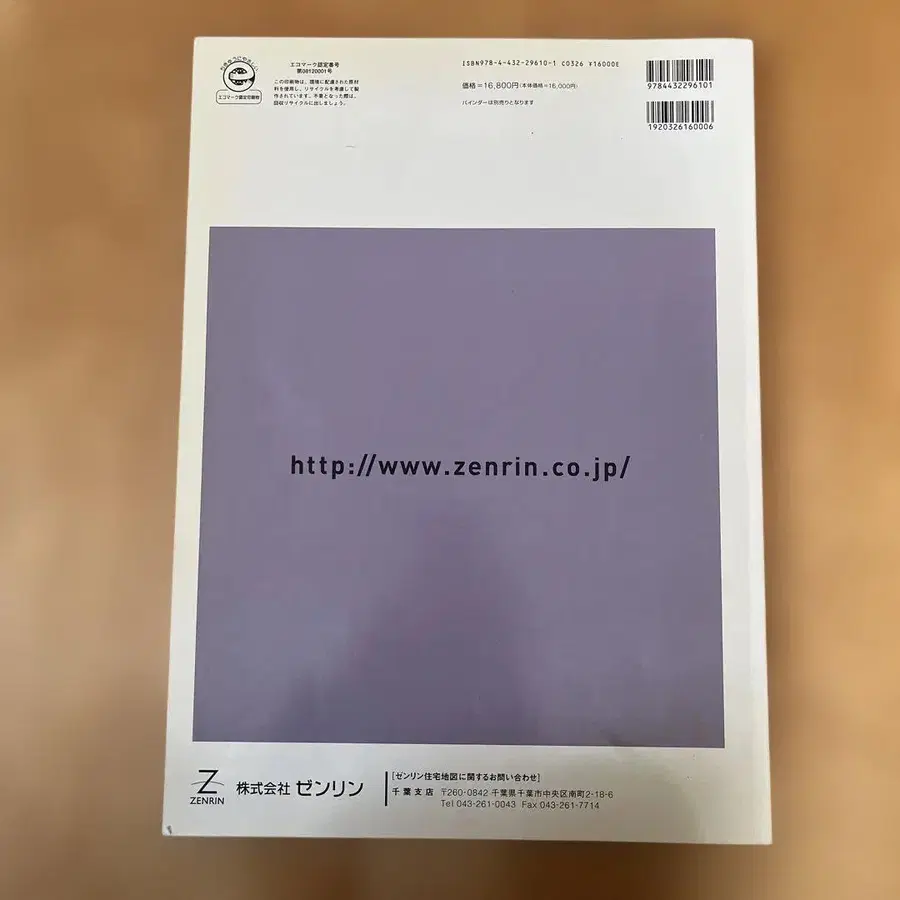 ちきゅうにやさしい
エコマーク認定印刷物
エコマーク認定番号
第08120001号
この印刷物は、環境に配慮された原材
料を使用し、リサイクルを考慮して製
作されています。不要となった際は、
回収リサイクルに出しましょう。
ISBN978-4-432-29610-1 C0326 ¥16000E
価格=16,800円(本体価格=16,000円)
バインダーは別売りとなります
9784432296101
1920326160006
http://www.zenrin.co.jp/
Z
ZENRIN
株式会社 ゼンリン
[ゼンリン住宅地図に関するお問い合わせ]
千葉支店 〒260-0842 千葉県千葉市中央区南町2-18-6
Tel 043-261-0043 Fax 043-261-7714